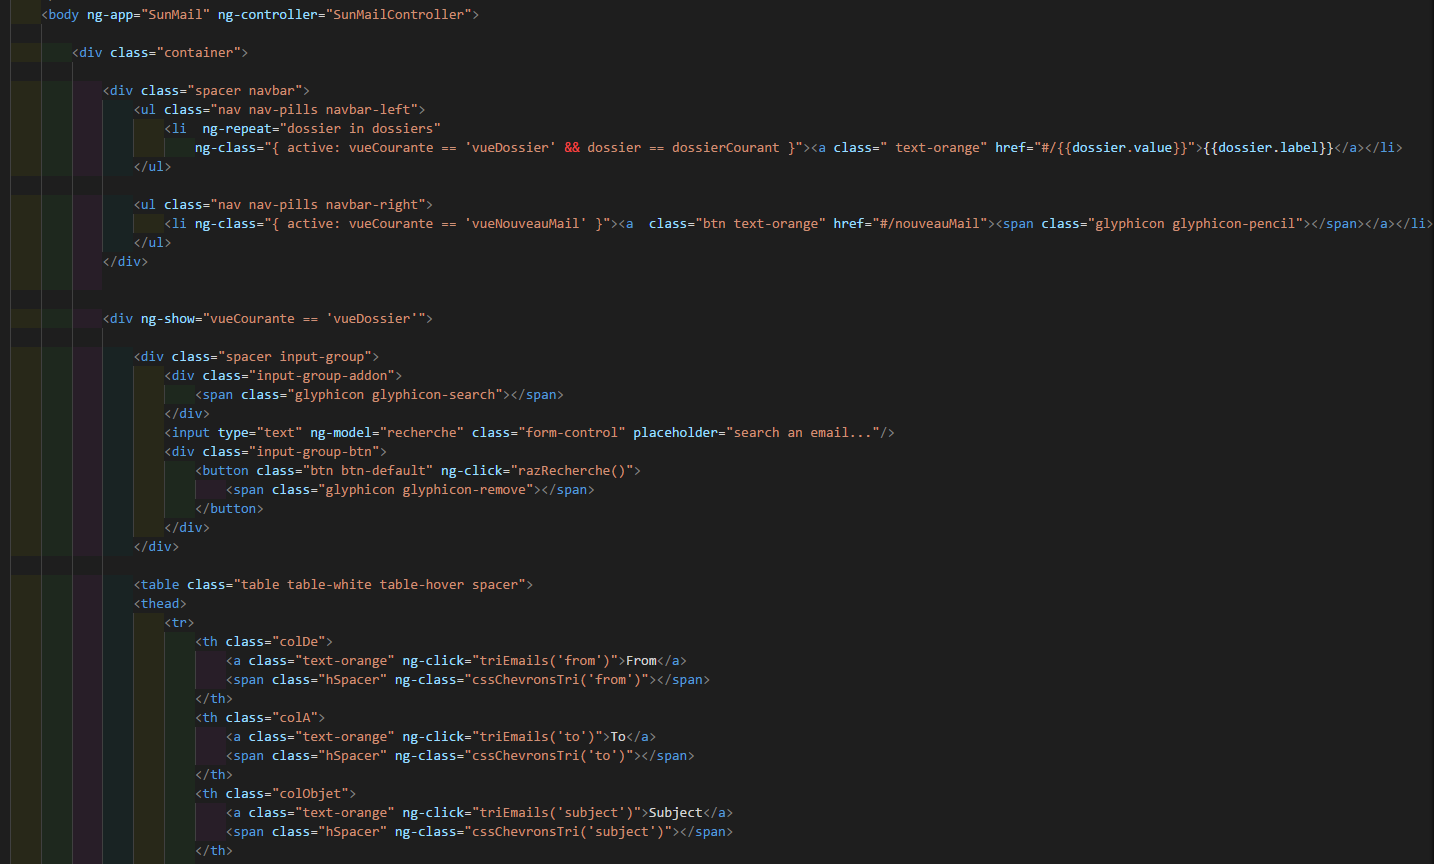 <body ng-app="SunMail" ng-controller="SunMailController">
<div class="container">
<div class="spacer navbar">
<ul class="nav nav-pills navbar-left">
<li  ng-repeat="dossier in dossiers"
ng-class="{ active: vueCourante == 'vueDossier' && dossier == dossierCourant }"><a class=" text-orange" href="#/{{dossier.value}}">{{dossier.label}}</a></li>
</ul>
<ul class="nav nav-pills navbar-right">
<li ng-class="{ active: vueCourante == 'vueNouveauMail' }"><a  class="btn text-orange" href="#/nouveauMail"><span class="glyphicon glyphicon-pencil"></span></a></li>
</ul>
</div>
<div ng-show="vueCourante == 'vueDossier'">
<div class="spacer input-group">
<div class="input-group-addon">
<span class="glyphicon glyphicon-search"></span>
</div>
<input type="text" ng-model="recherche" class="form-control" placeholder="search an email..."/>
<div class="input-group-btn">
<button class="btn btn-default" ng-click="razRecherche()">
<span class="glyphicon glyphicon-remove"></span>
</button>
</div>
</div>
<table class="table table-white table-hover spacer">
<thead>
<tr>
<th class="colDe">
<a class="text-orange" ng-click="triEmails('from')">From</a>
<span class="hSpacer" ng-class="cssChevronsTri('from')"></span>
</th>
<th class="colA">
<a class="text-orange" ng-click="triEmails('to')">To</a>
<span class="hSpacer" ng-class="cssChevronsTri('to')"></span>
</th>
<th class="colObjet">
<a class="text-orange" ng-click="triEmails('subject')">Subject</a>
<span class="hSpacer" ng-class="cssChevronsTri('subject')"></span>
</th>